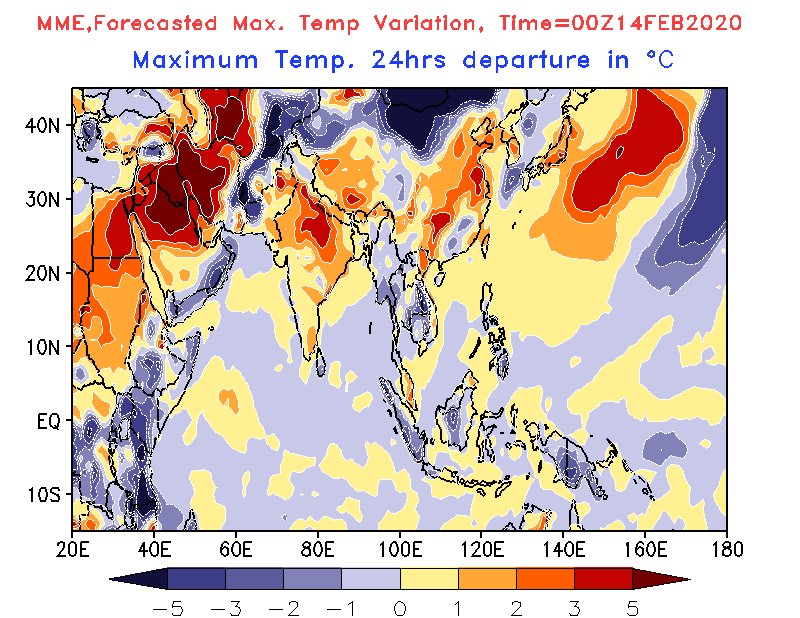 MME,Forecasted Max. Temp Variation, Time=00Z14FEB2020
Maximum Temp. 24hrs departure in °C
40N
30N
20N
10N
EQ
10S
20E 40E 60E 80E 100E 120E 140E 160E 180
-5 -3 -2 -1 0 1 2 3 5